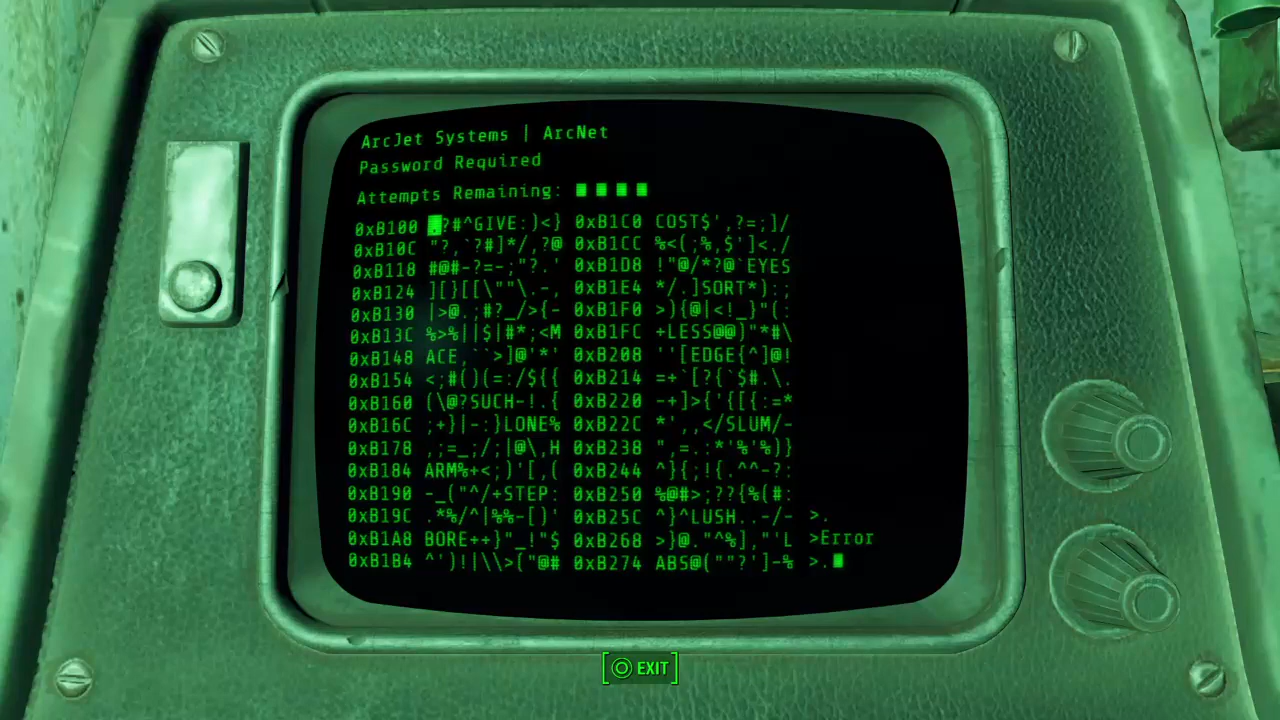 ArcJet Systems | ArcNet
Password Required
Attempts Remaining: ■ ■ ■ ■
0xB100 .?#^GIVE:)<} 0xB1C0 COST$',?=;]/
0xB10C "?,`?#]*/,?@ 0xB1CC %<(;%,$']<./
0xB118 #@#-?=-;"?.' 0xB1D8 !"@/*?@`EYES
0xB124 ][}[[\""\.-, 0xB1E4 */.]SORT*):;
0xB130 |>@.;#?_/>{- 0xB1F0 >){@|<!_}"(:
0xB13C %>%||$|#*;<M 0xB1FC +LESS@@]"*#\
0xB148 ACE,``>]@'*' 0xB208 ''[EDGE{^]@!
0xB154 <;#()(=:/${{ 0xB214 =+`[?{`$#.\.
0xB160 (\@?SUCH-!.{ 0xB220 -+]>{'{[{:=*
0xB16C ;+}|-:}LONE% 0xB22C *',,</SLUM/-
0xB178 ,;=_;/;|@\,H 0xB238 ",=.:*'%'%)}
0xB184 ARM%+<;)'[,( 0xB244 ^}{;!{,^^-?:
0xB190 -_("^/+STEP: 0xB250 %@#>;??{%(#:
0xB19C .*%/^|%%-[)' 0xB25C ^}^LUSH..-/- >.
0xB1A8 BORE++}"_!"$ 0xB268 >}@."^%],"'L >Error
0xB1B4 ^')!|\\>{"@# 0xB274 ABS@(""?']-% >.■
EXIT